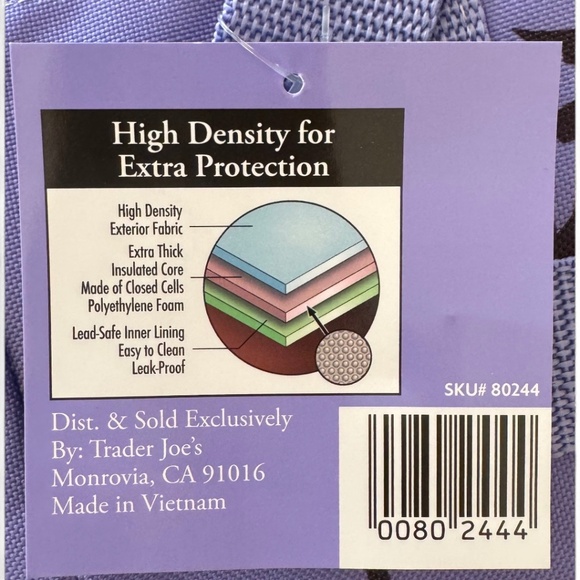 High Density for
Extra Protection
High Density
Exterior Fabric
Extra Thick
Insulated Core
Made of Closed Cells
Polyethylene Foam
Lead-Safe Inner Lining
Easy to Clean
Leak-Proof
SKU# 80244
Dist. & Sold Exclusively
By: Trader Joe's
Monrovia, CA 91016
Made in Vietnam
0080 2444